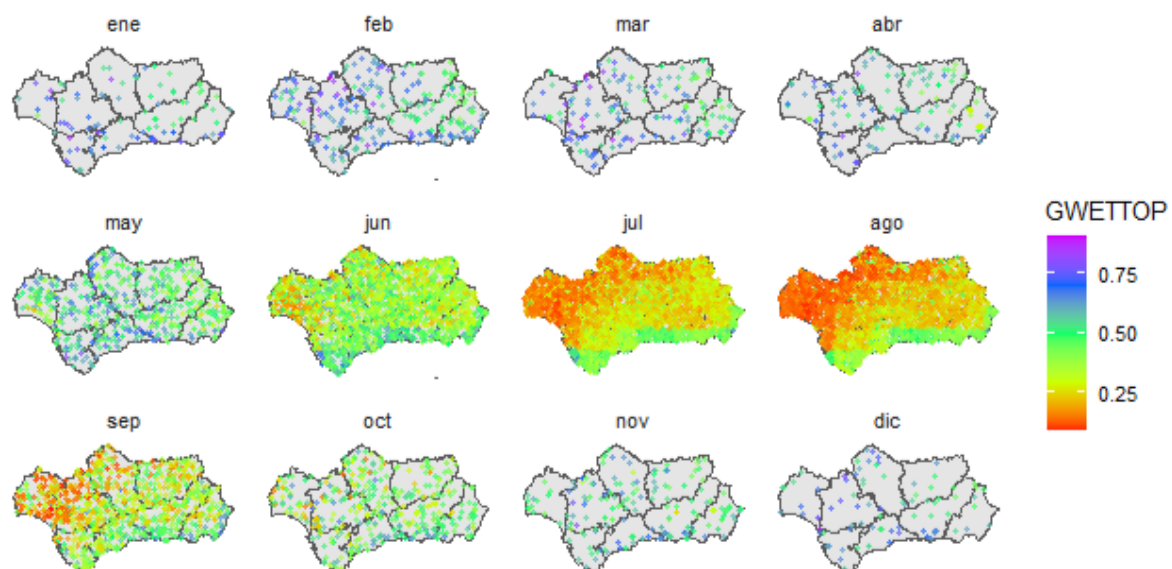 ene feb mar abr
may jun jul ago
GWETTOP
0.75
0.50
0.25
sep oct nov dic